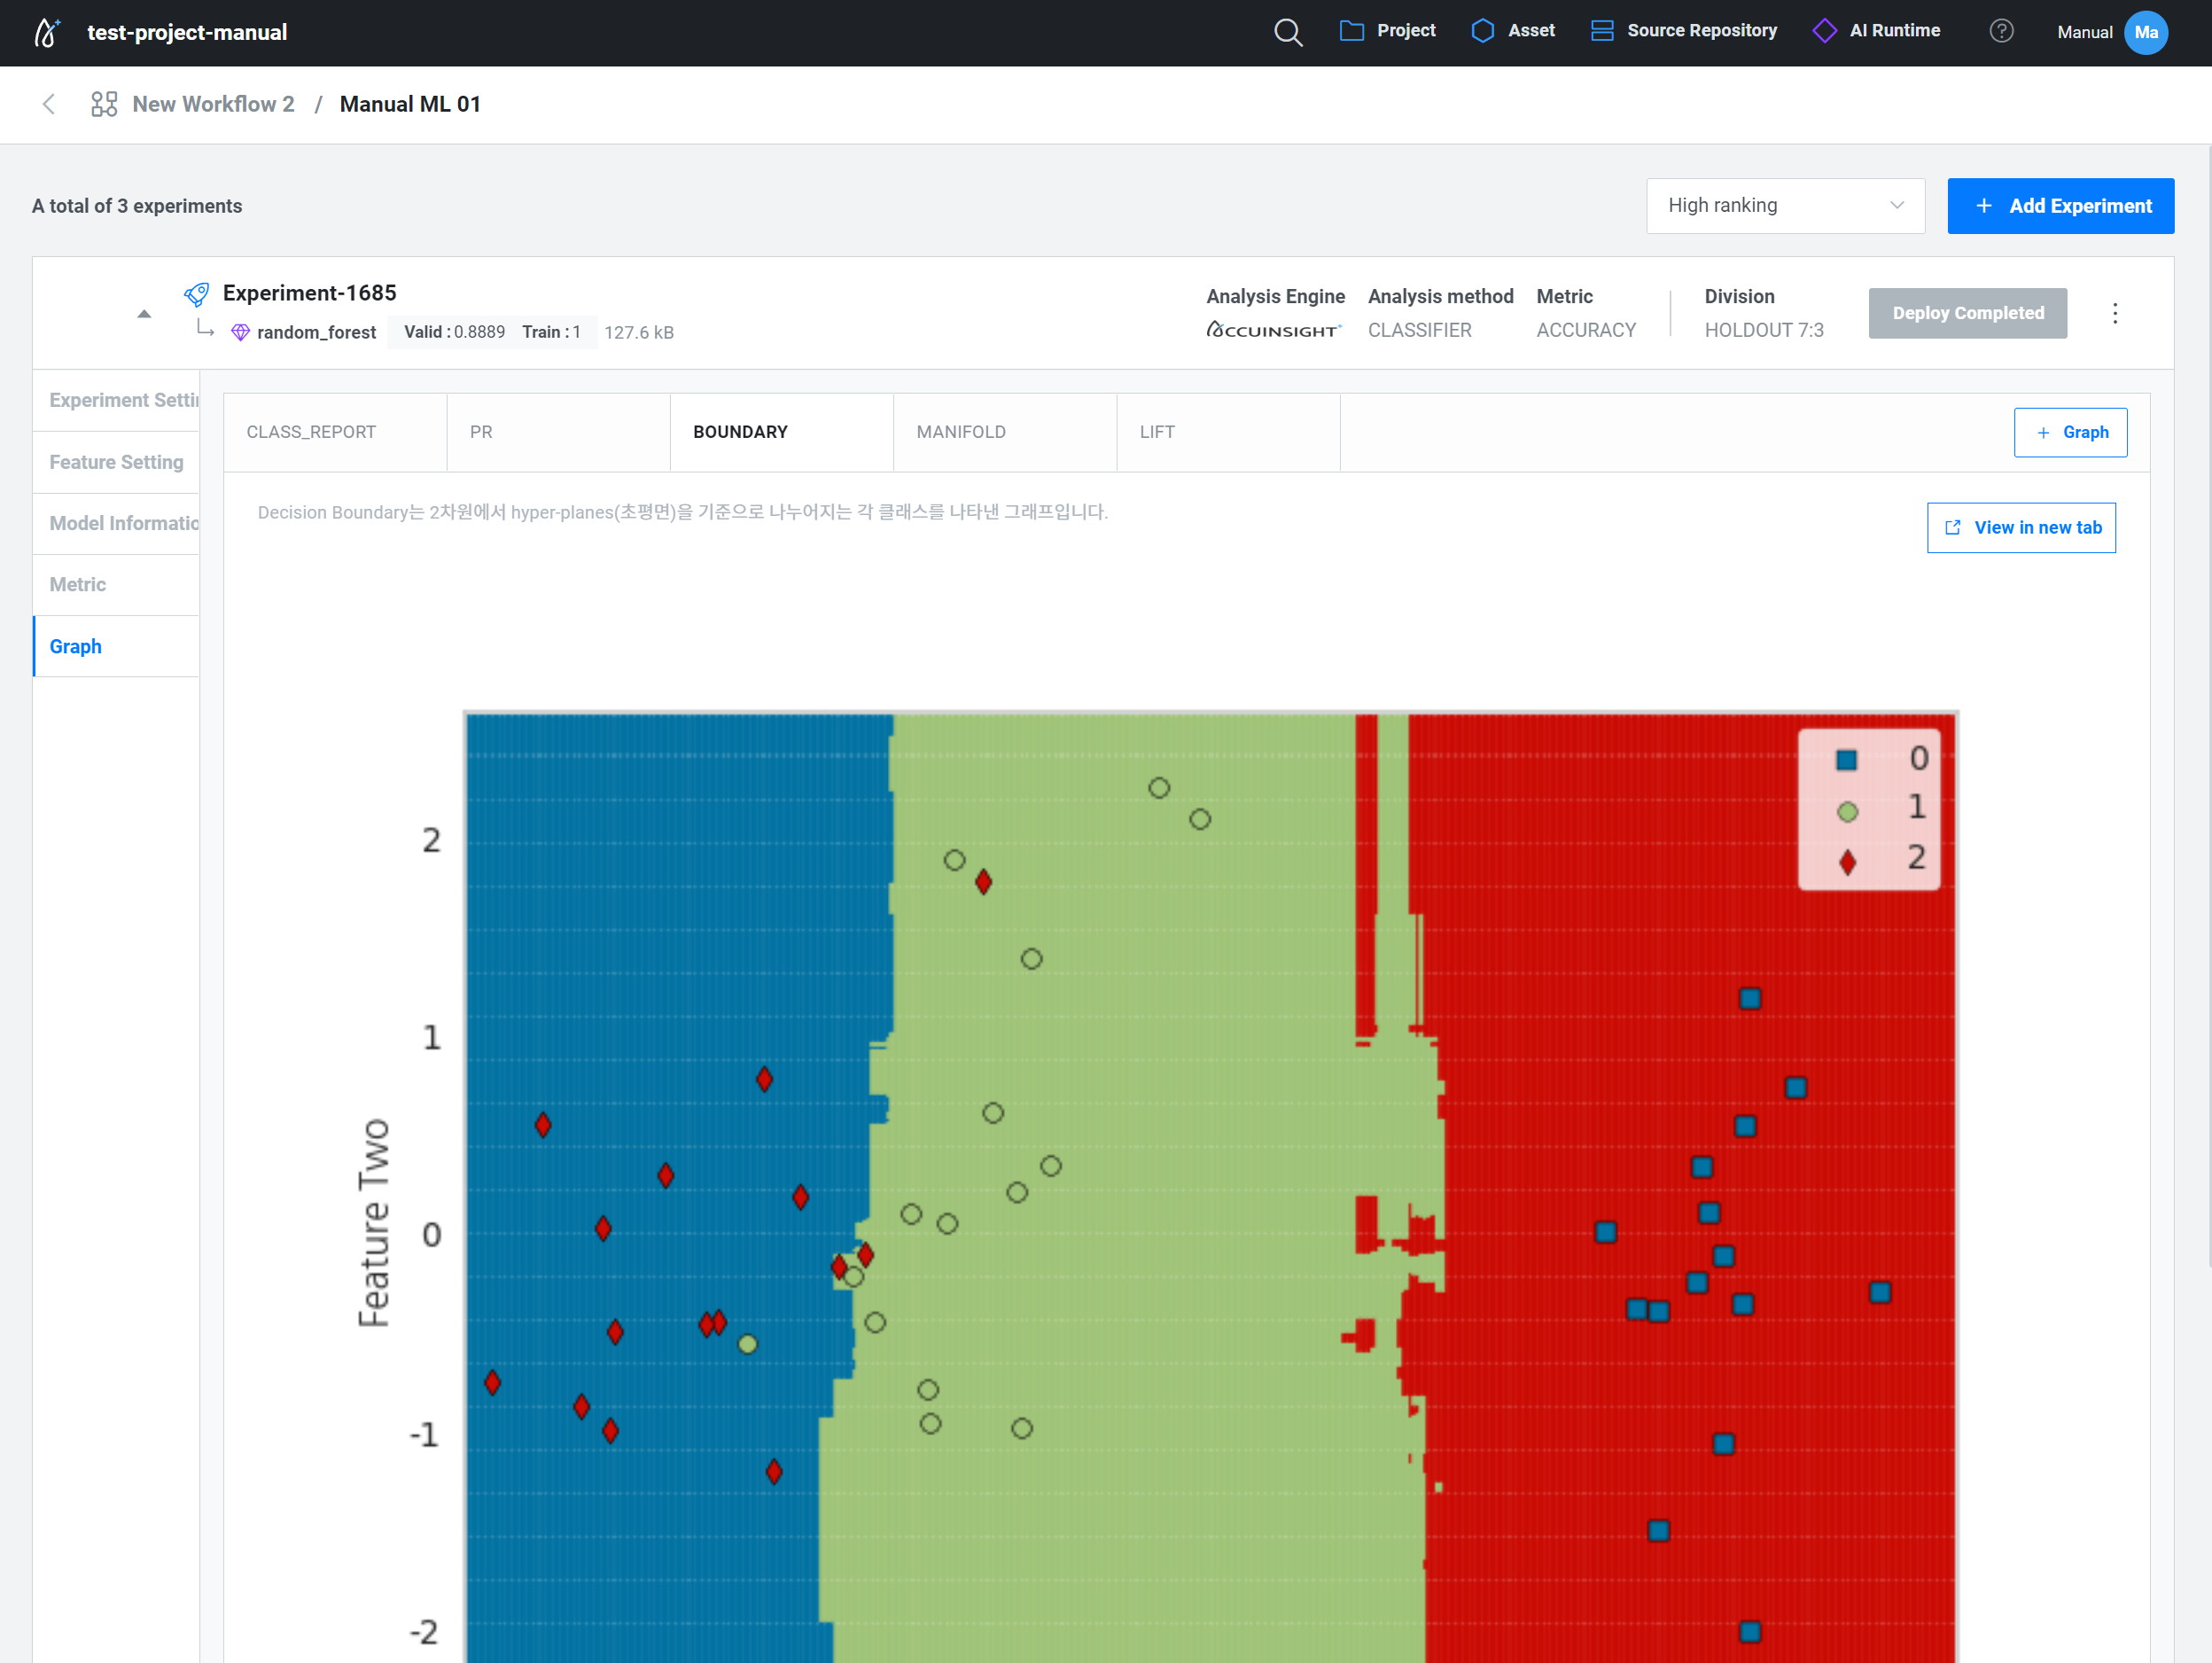 test-project-manual
Project
Asset
Source Repository
AI Runtime
?
Manual
Ma
New Workflow 2 / Manual ML 01
A total of 3 experiments
High ranking
+ Add Experiment
Experiment-1685
random_forest
Valid : 0.8889 Train : 1
127.6 kB
Analysis Engine
ACCUINSIGHT+
Analysis method
CLASSIFIER
Metric
ACCURACY
Division
HOLDOUT 7:3
Deploy Completed
Experiment Settin
Feature Setting
Model Informatio
Metric
Graph
CLASS_REPORT
PR
BOUNDARY
MANIFOLD
LIFT
+ Graph
Decision Boundary는 2차원에서 hyper-planes(초평면)을 기준으로 나누어지는 각 클래스를 나타낸 그래프입니다.
View in new tab
0
1
2
Feature Two
2
1
0
-1
-2